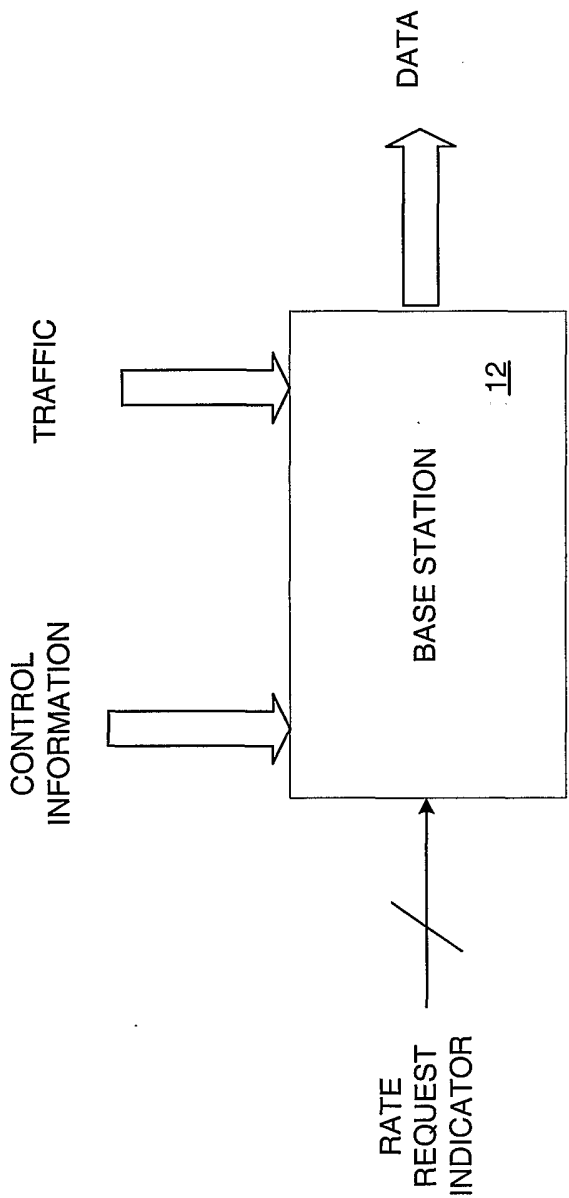 CONTROL
INFORMATION
TRAFFIC
RATE
REQUEST
INDICATOR
BASE STATION
12
DATA